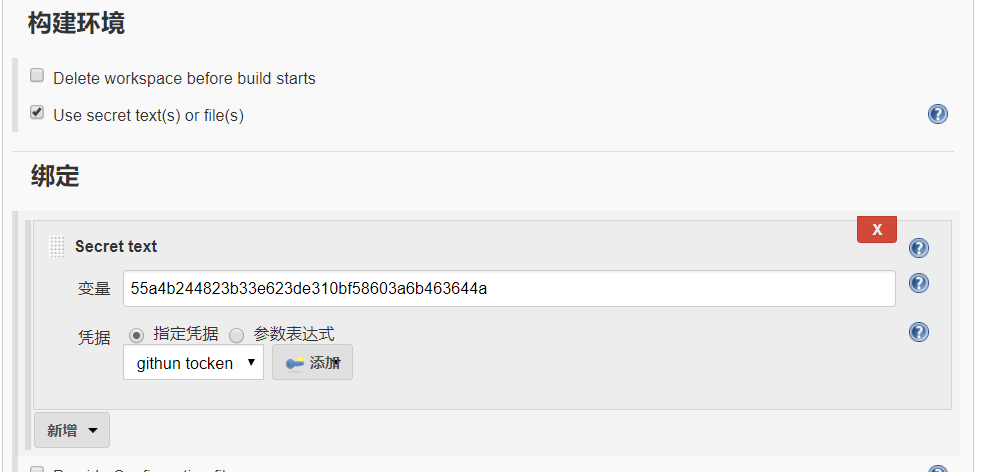 构建环境
Delete workspace before build starts
Use secret text(s) or file(s)
绑定
X
Secret text
变量 55a4b244823b33e623de310bf58603a6b463644a
凭据 指定凭据 参数表达式
githun tocken 添加
新增